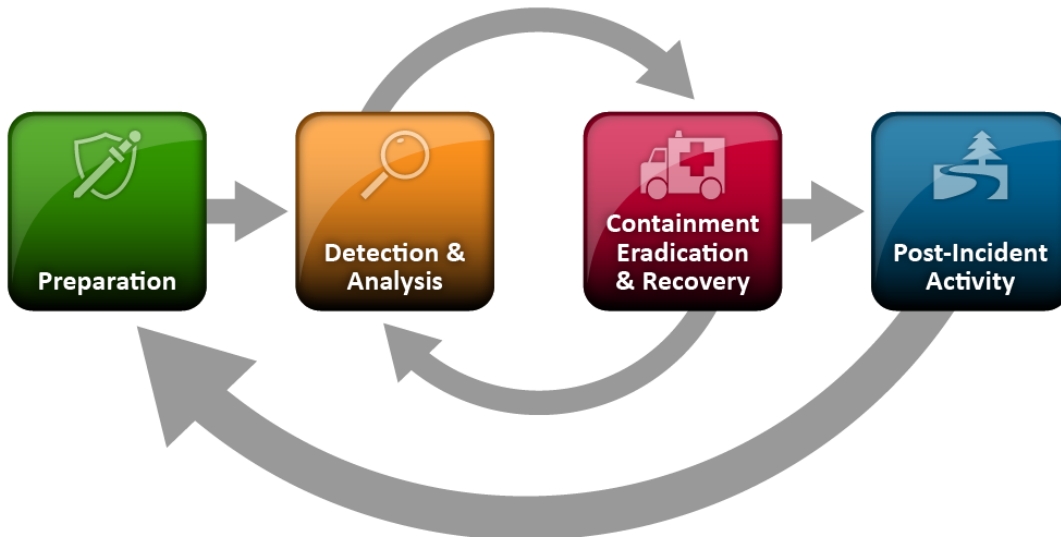 Preparation
Detection &
Analysis
Containment
Eradication
& Recovery
Post-Incident
Activity